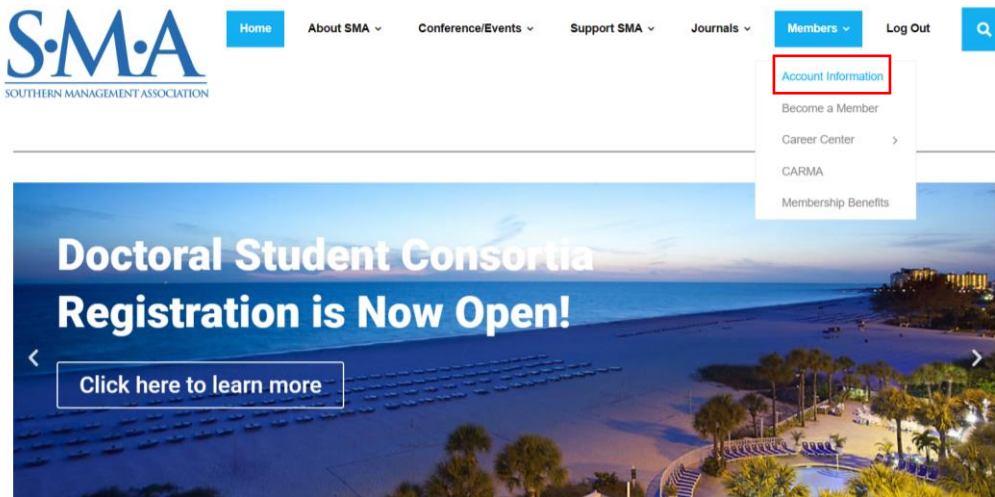 S·M·A
SOUTHERN MANAGEMENT ASSOCIATION
Home
About SMA
Conference/Events
Support SMA
Journals
Members
Log Out
Account Information
Become a Member
Career Center
CARMA
Membership Benefits
Doctoral Student Consortia
Registration is Now Open!
Click here to learn more